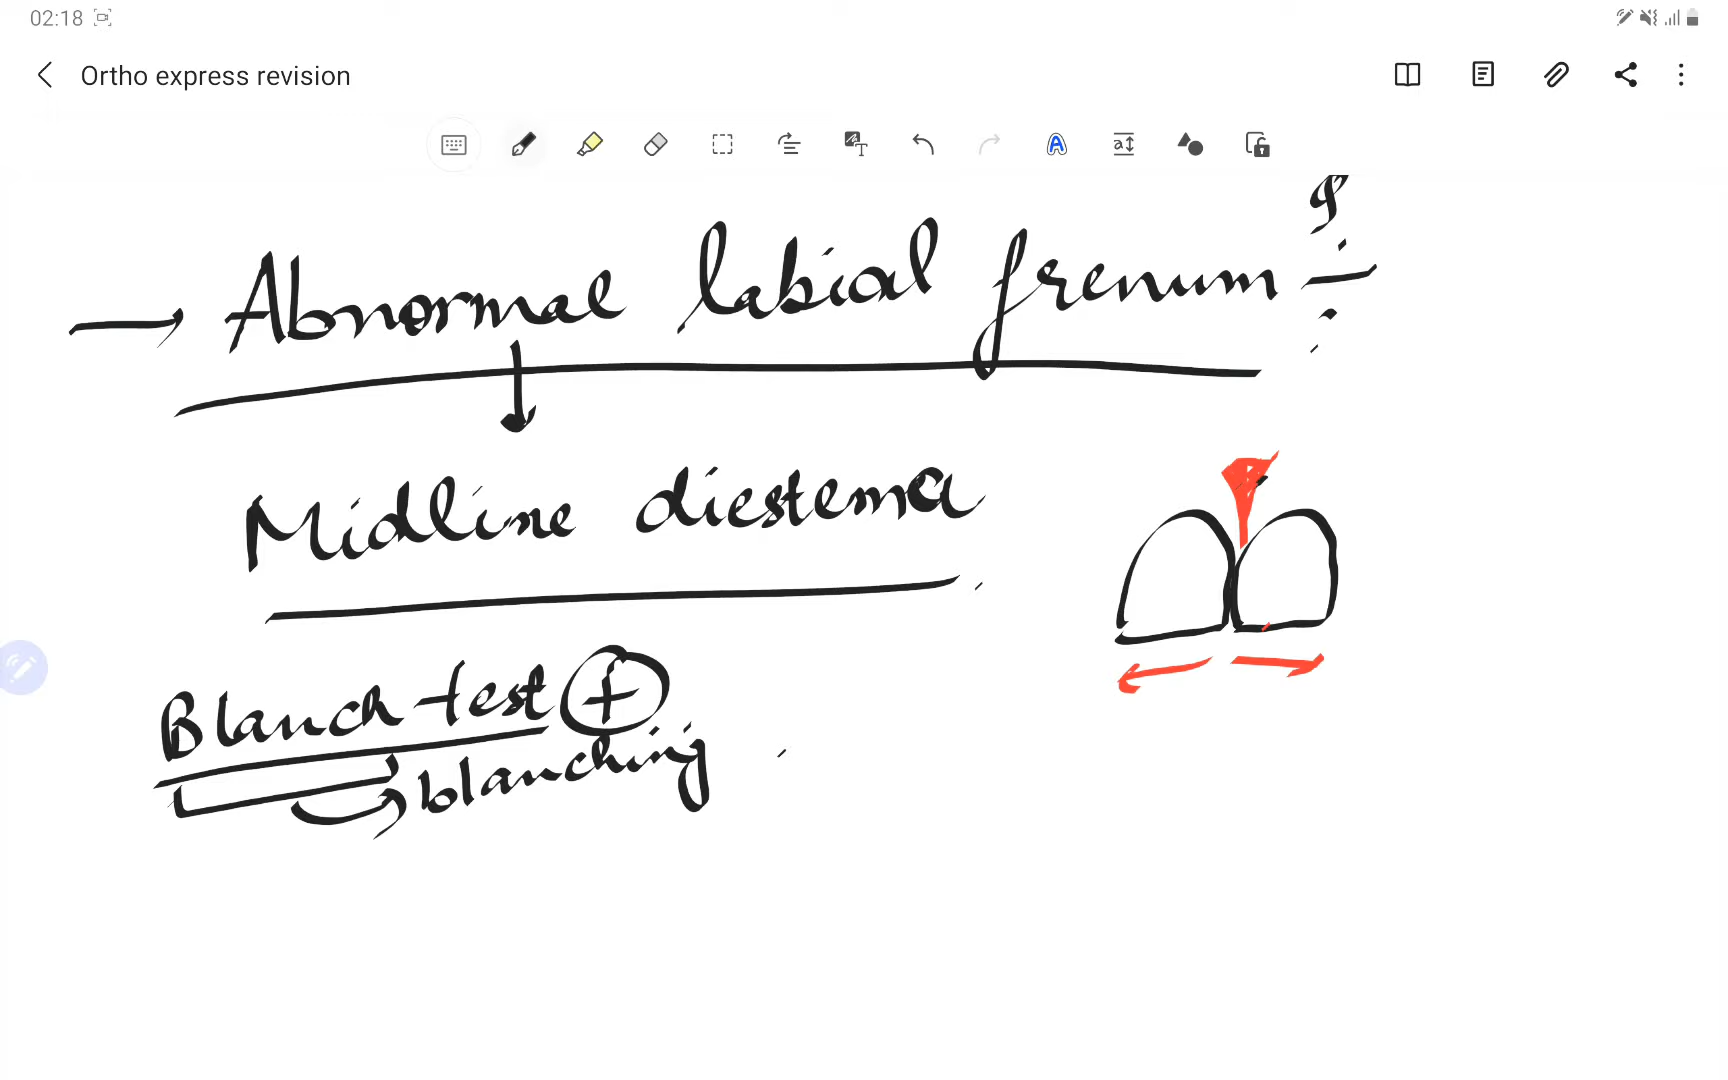 02:18
Ortho express revision
→ Abnormal labial frenum ÷
Midline diestema
Blanch test +
blanching